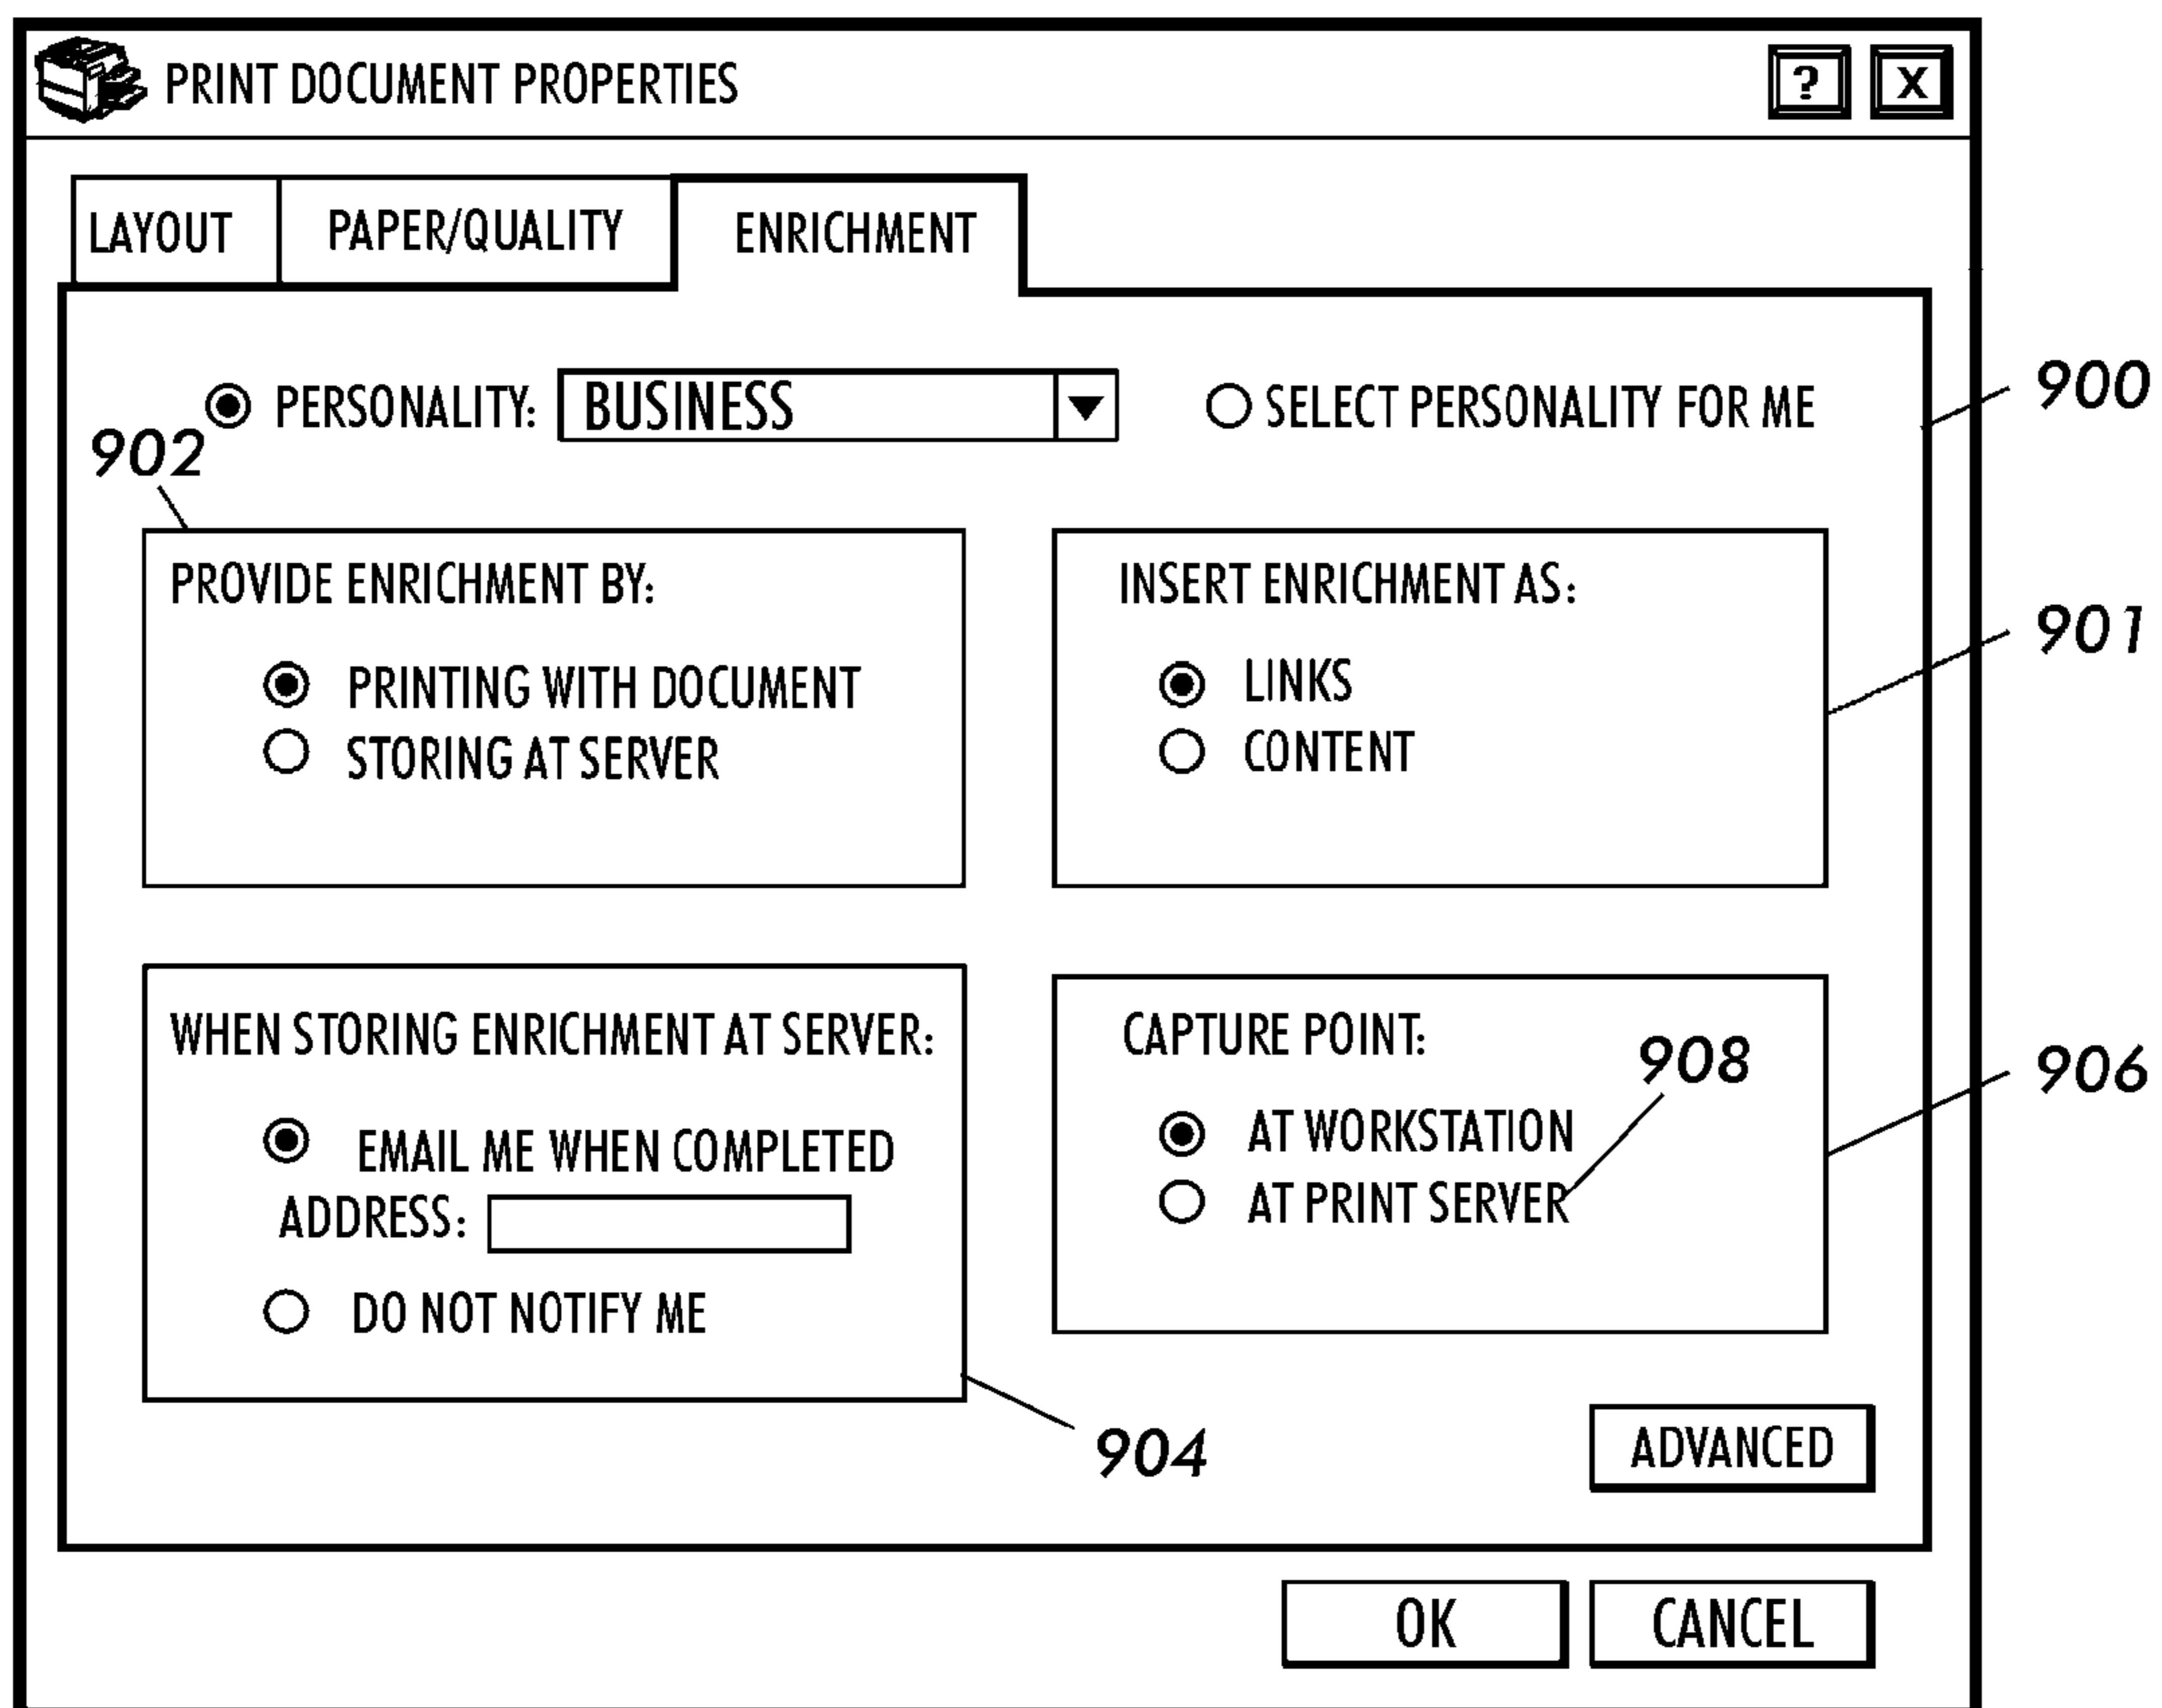 PRINT DOCUMENT PROPERTIES ? X
LAYOUT PAPER/QUALITY ENRICHMENT
PERSONALITY: BUSINESS SELECT PERSONALITY FOR ME
900
902
PROVIDE ENRICHMENT BY:
PRINTING WITH DOCUMENT
STORING AT SERVER
INSERT ENRICHMENT AS:
LINKS
CONTENT
901
WHEN STORING ENRICHMENT AT SERVER:
EMAIL ME WHEN COMPLETED
ADDRESS:
DO NOT NOTIFY ME
904
CAPTURE POINT:
908
AT WORKSTATION
AT PRINT SERVER
906
ADVANCED
OK CANCEL